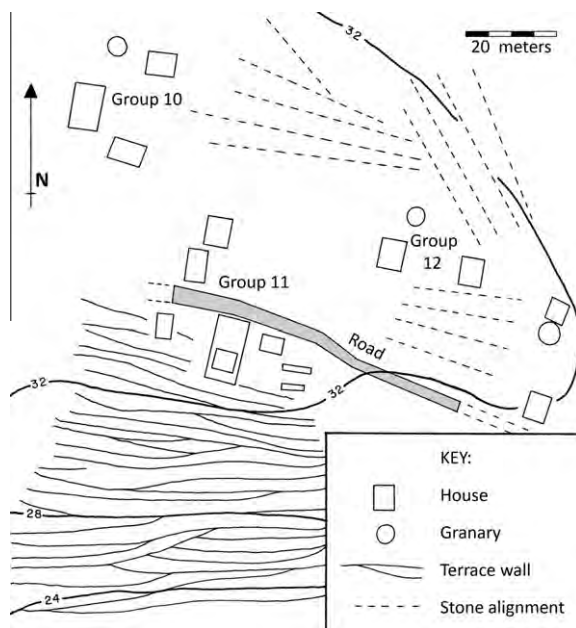 32
20 meters
Group 10
N
Group
12
Group 11
Road
32
32
28
24
KEY:
House
Granary
Terrace wall
Stone alignment